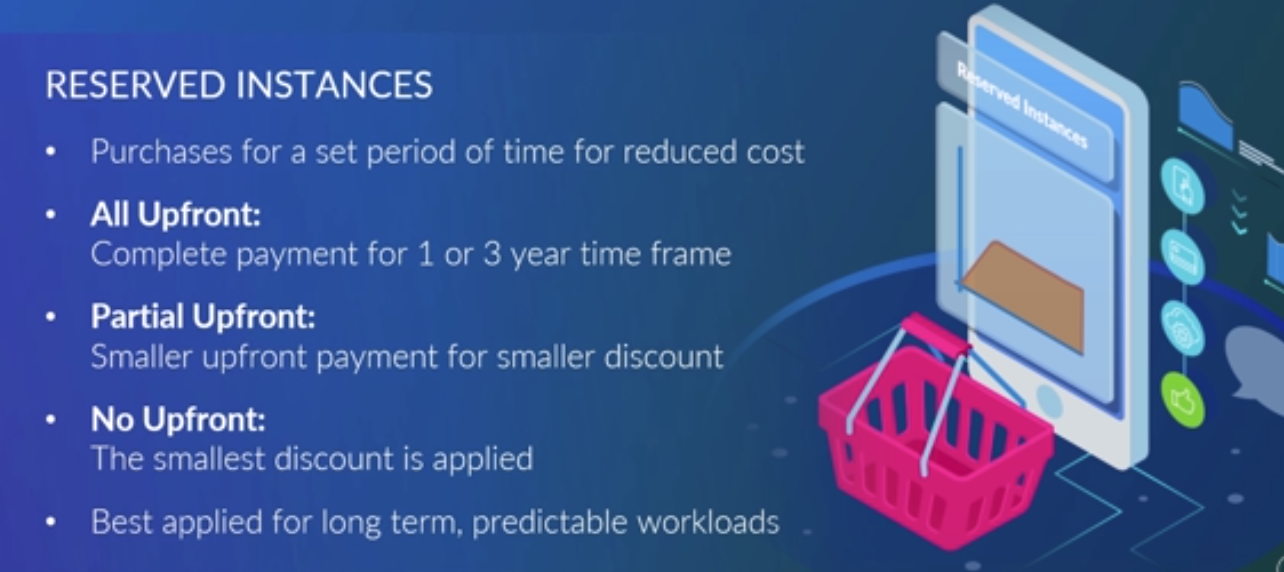 RESERVED INSTANCES
• Purchases for a set period of time for reduced cost
• All Upfront:
Complete payment for 1 or 3 year time frame
• Partial Upfront:
Smaller upfront payment for smaller discount
• No Upfront:
The smallest discount is applied
• Best applied for long term, predictable workloads
Reserved Instances